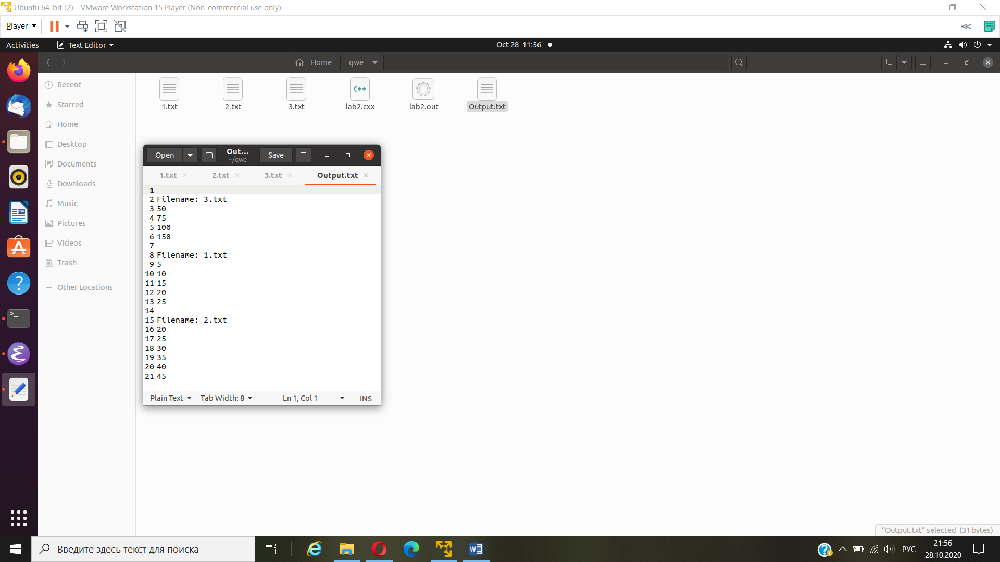 Ubuntu 64-bit (2) - VMware Workstation 15 Player (Non-commercial use only)
Player
Activities Text Editor Oct 28 11:56
Home qwe
Recent
Starred
Home
Desktop
Documents
Downloads
Music
Pictures
Videos
Trash
Other Locations
1.txt 2.txt 3.txt C++ lab2.cxx lab2.out Output.txt
Open Out... Save
~/qwe
1.txt 2.txt 3.txt Output.txt
1
2 Filename: 3.txt
3 50
4 75
5 100
6 150
7
8 Filename: 1.txt
9 5
10 10
11 15
12 20
13 25
14
15 Filename: 2.txt
16 20
17 25
18 30
19 35
20 40
21 45
Plain Text Tab Width: 8 Ln 1, Col 1 INS
“Output.txt” selected (31 bytes)
Введите здесь текст для поиска
РУС
21:56
28.10.2020